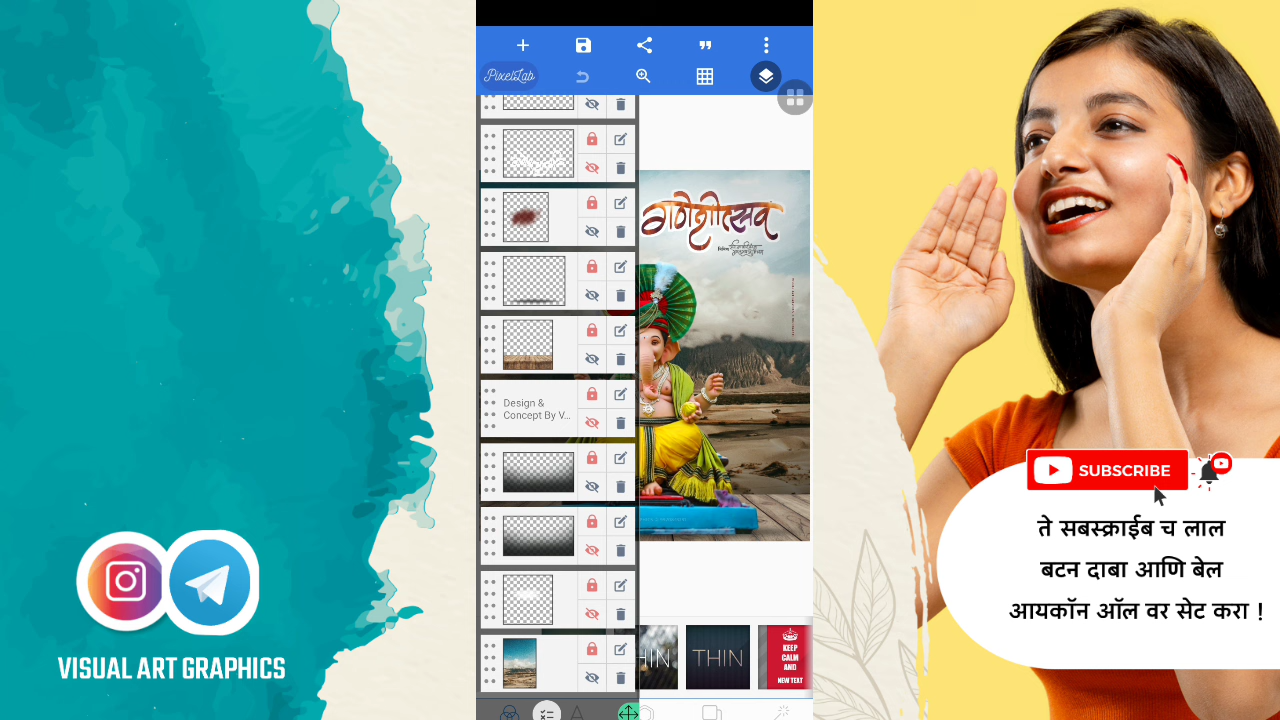 PixelLab
गणेशोत्सव
Design &
Concept By V...
THIN
KEEP
CALM
AND
NEW TEXT
VISUAL ART GRAPHICS
SUBSCRIBE
ते सबस्क्राईब च लाल
बटन दाबा आणि बेल
आयकॉन ऑल वर सेट करा !